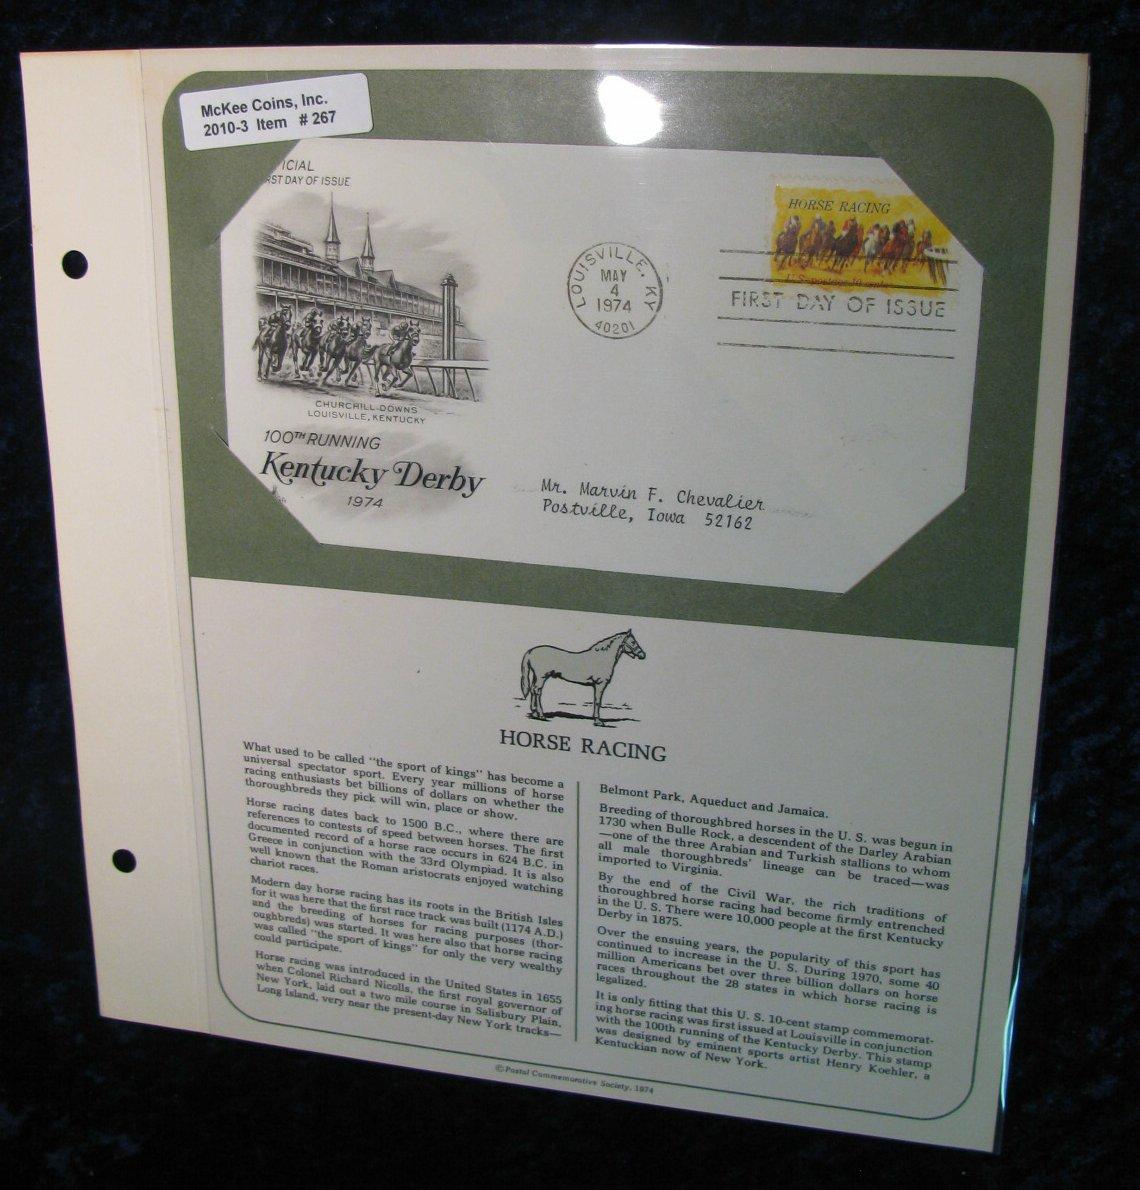 McKee Coins, Inc.
2010-3 Item # 267
ICIAL
RST DAY OF ISSUE
HORSE RACING
LOUISVILLE, KY
MAY
4
1974
40201
FIRST DAY OF ISSUE
CHURCHILL DOWNS
LOUISVILLE, KENTUCKY
100TH RUNNING
Kentucky Derby
1974
Mr. Marvin F. Chevalier
Postville, Iowa 52162
HORSE RACING
What used to be called "the sport of kings" has become a
universal spectator sport. Every year millions of horse
racing enthusiasts bet billions of dollars on whether the
thoroughbreds they pick will win, place or show.
Horse racing dates back to 1500 B.C., where there are
references to contests of speed between horses. The first
documented record of a horse race occurs in 624 B.C. in
Greece in conjunction with the 33rd Olympiad. It is also
well known that the Roman aristocrats enjoyed watching
chariot races.
Modern day horse racing has its roots in the British Isles
for it was here that the first race track was built (1174 A.D.)
and the breeding of horses for racing purposes (thor-
oughbreds) was started. It was here also that horse racing
was called "the sport of kings" for only the very wealthy
could participate.
Horse racing was introduced in the United States in 1655
when Colonel Richard Nicolls, the first royal governor of
New York, laid out a two mile course in Salisbury Plain,
Long Island, very near the present-day New York tracks—
Belmont Park, Aqueduct and Jamaica.
Breeding of thoroughbred horses in the U. S. was begun in
1730 when Bulle Rock, a descendent of the Darley Arabian
—one of the three Arabian and Turkish stallions to whom
all male thoroughbreds' lineage can be traced—was
imported to Virginia.
By the end of the Civil War, the rich traditions of
thoroughbred horse racing had become firmly entrenched
in the U. S. There were 10,000 people at the first Kentucky
Derby in 1875.
Over the ensuing years, the popularity of this sport has
continued to increase in the U. S. During 1970, some 40
million Americans bet over three billion dollars on horse
races throughout the 28 states in which horse racing is
legalized.
It is only fitting that this U. S. 10-cent stamp commemorat-
ing horse racing was first issued at Louisville in conjunction
with the 100th running of the Kentucky Derby. This stamp
was designed by eminent sports artist Henry Koehler, a
Kentuckian now of New York.
©Postal Commemorative Society, 1974